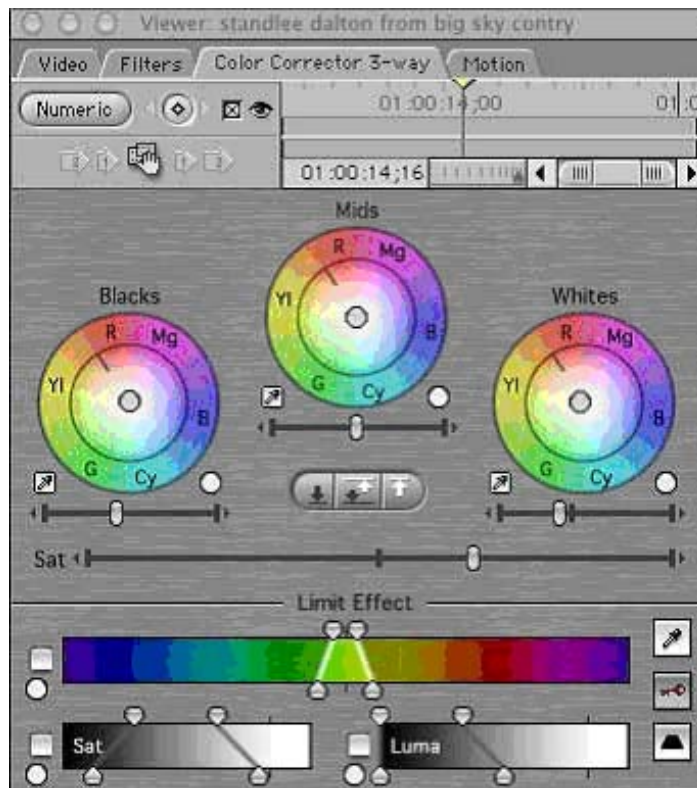 Viewer: standlee dalton from big sky contry
Video Filters Color Corrector 3-way Motion
Numeric 01:00:14;00
01:00:14;16
Mids
R Mg Yl B G Cy
Blacks Whites
R Mg Yl B G Cy
R Mg Yl B G Cy
Sat
Limit Effect
Sat Luma